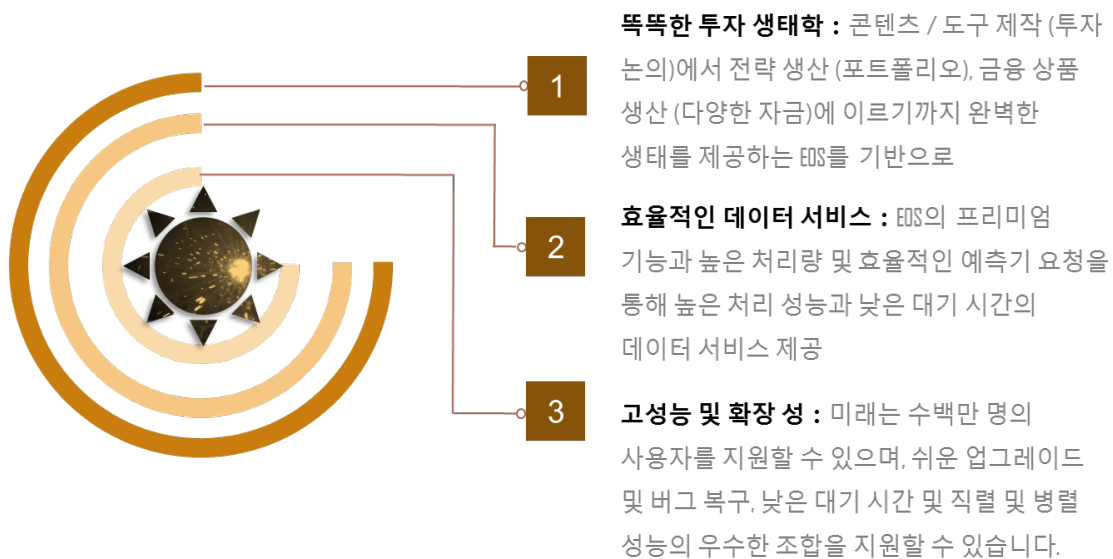 1
똑똑한 투자 생태학 : 콘텐츠 / 도구 제작 (투자
논의)에서 전략 생산 (포트폴리오), 금융 상품
생산 (다양한 자금)에 이르기까지 완벽한
생태를 제공하는 EOS를 기반으로
2
효율적인 데이터 서비스 : EOS의 프리미엄
기능과 높은 처리량 및 효율적인 예측기 요청을
통해 높은 처리 성능과 낮은 대기 시간의
데이터 서비스 제공
3
고성능 및 확장 성 : 미래는 수백만 명의
사용자를 지원할 수 있으며, 쉬운 업그레이드
및 버그 복구, 낮은 대기 시간 및 직렬 및 병렬
성능의 우수한 조합을 지원할 수 있습니다.